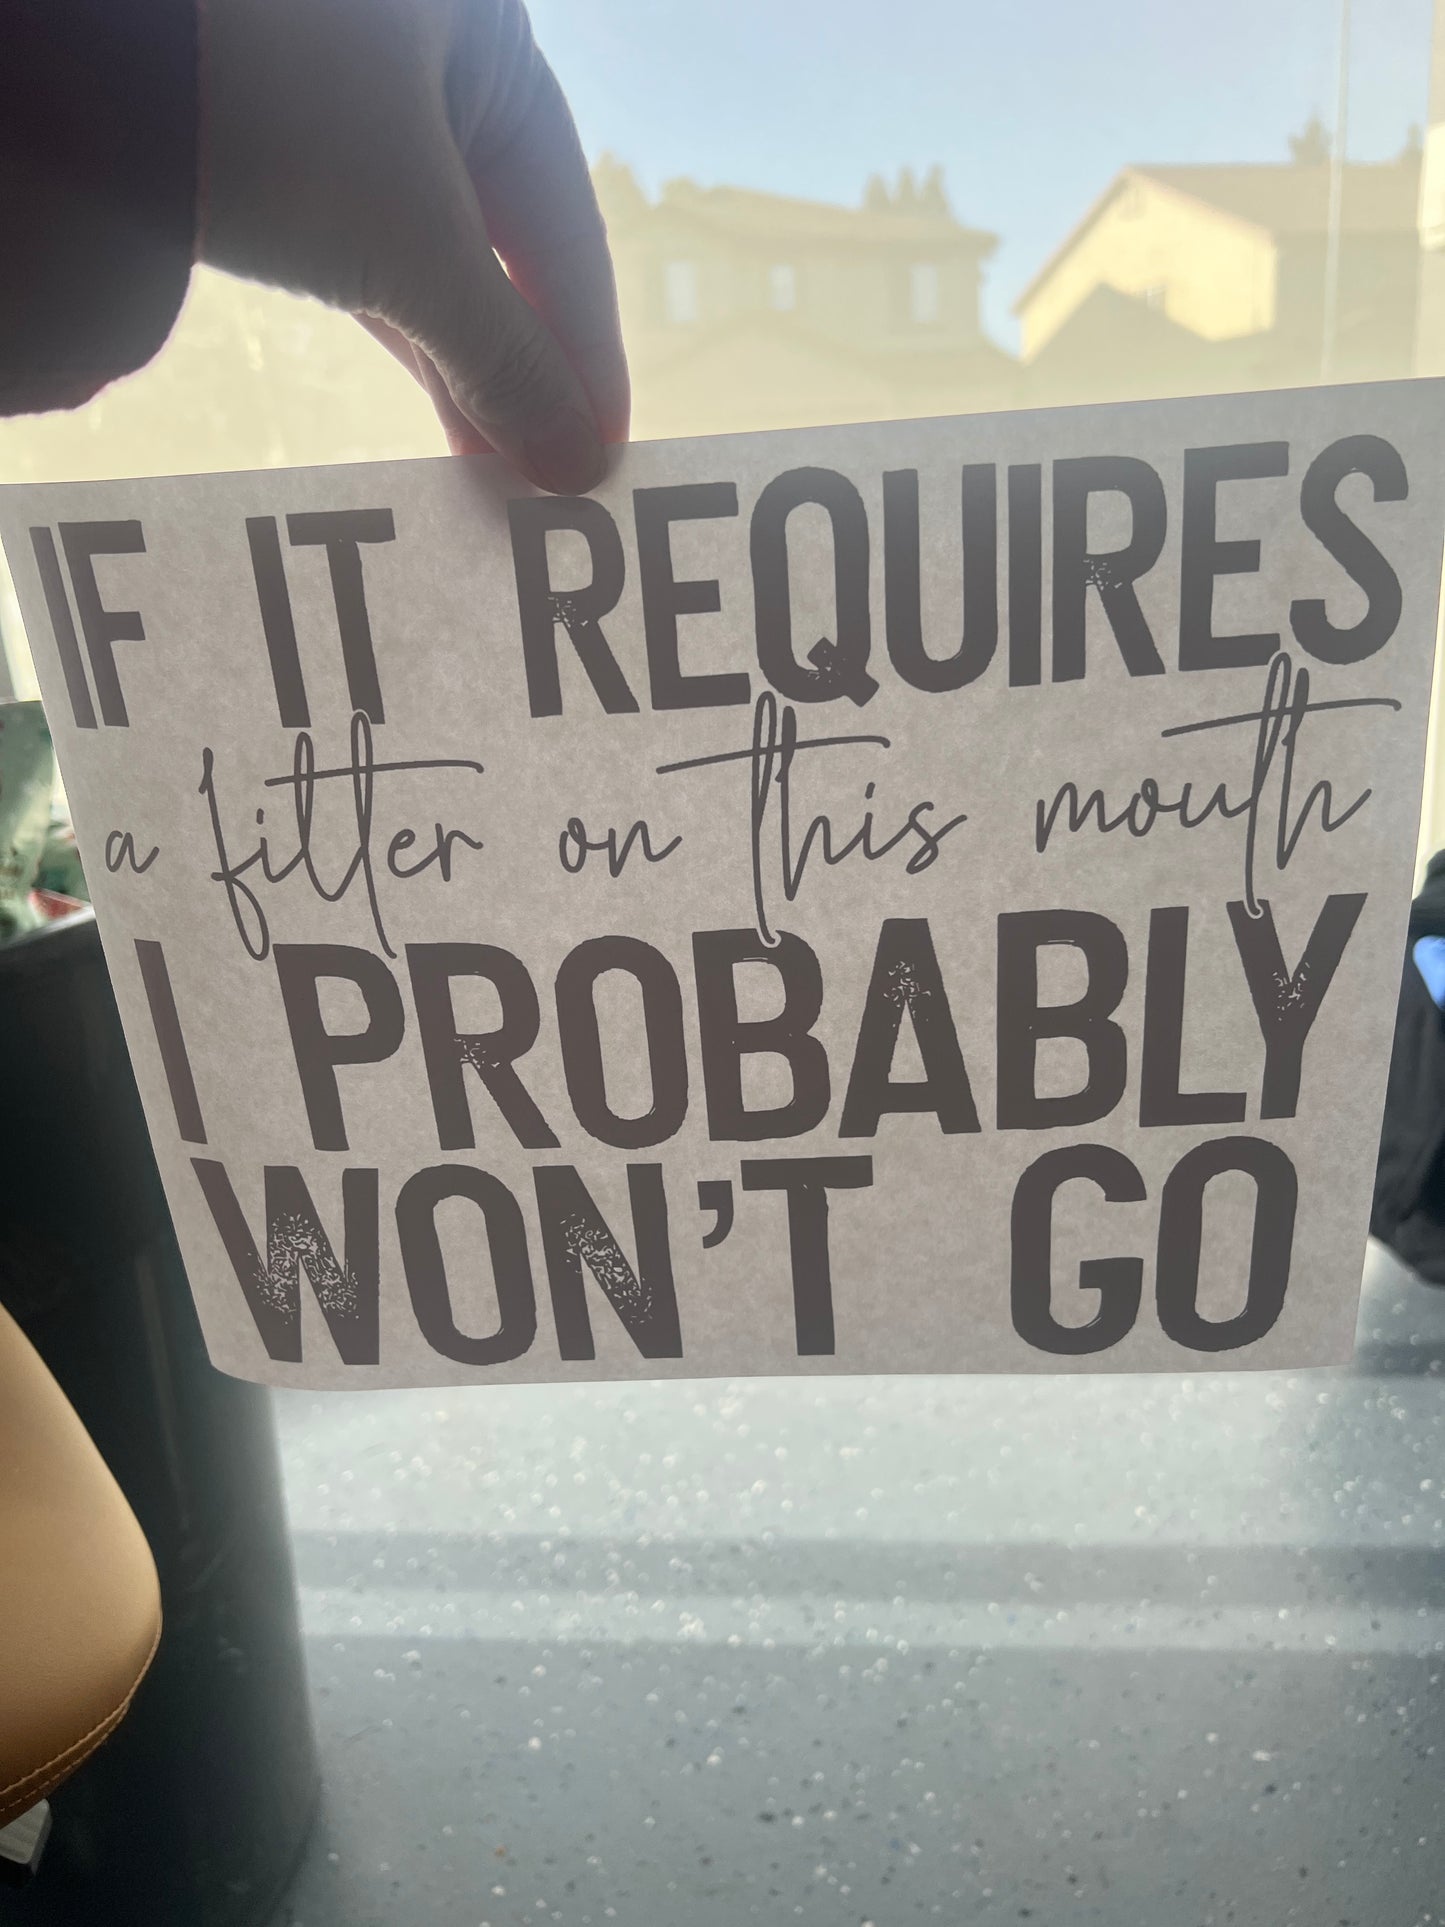 IF IT REQUIRES
a filter on this mouth
I PROBABLY
WON'T GO